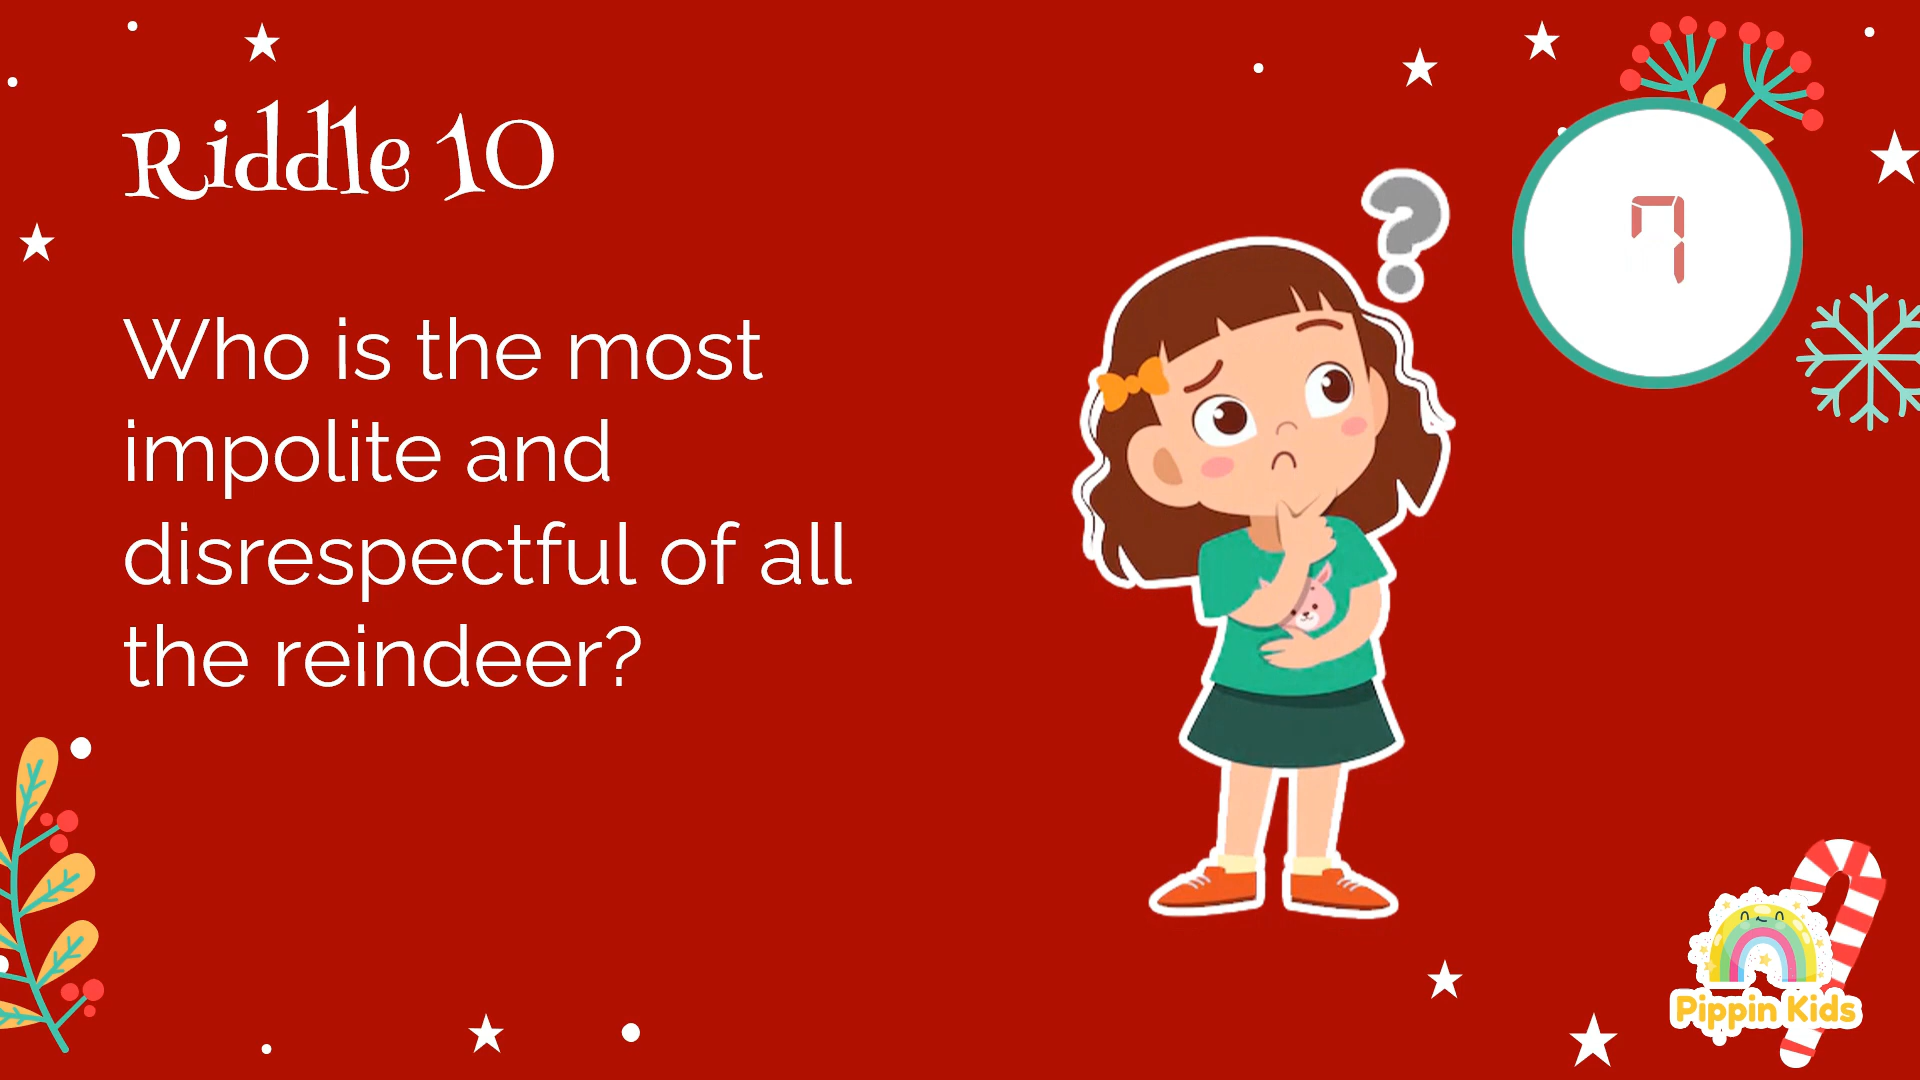 Riddle 10
7
Who is the most
impolite and
disrespectful of all
the reindeer?
Pippin Kids